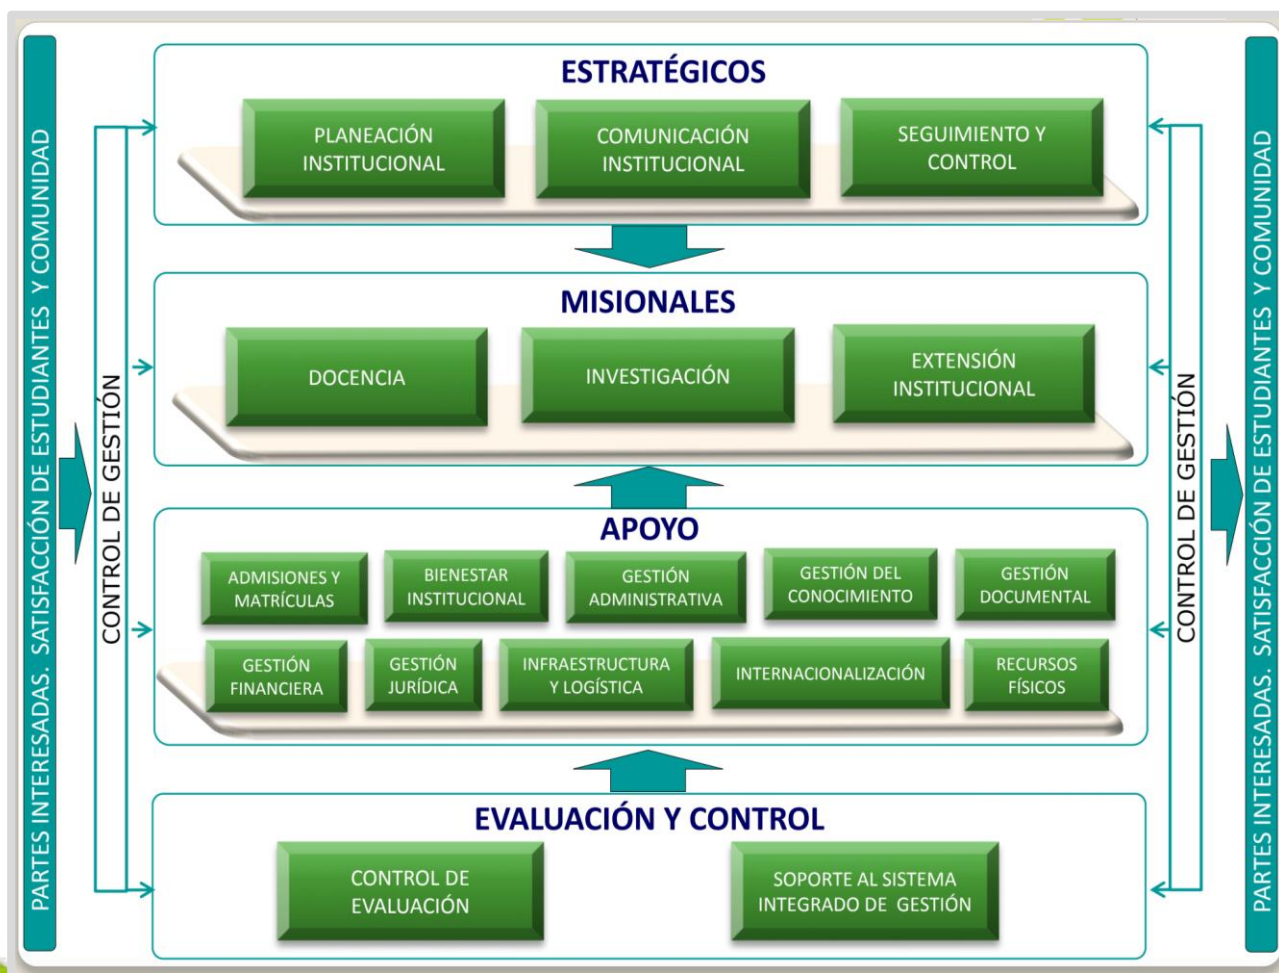 PARTES INTERESADAS. SATISFACCIÓN DE ESTUDIANTES Y COMUNIDAD
CONTROL DE GESTIÓN
ESTRATÉGICOS
PLANEACIÓN
INSTITUCIONAL
COMUNICACIÓN
INSTITUCIONAL
SEGUIMIENTO Y
CONTROL
MISIONALES
DOCENCIA
INVESTIGACIÓN
EXTENSIÓN
INSTITUCIONAL
APOYO
ADMISIONES Y
MATRÍCULAS
BIENESTAR
INSTITUCIONAL
GESTIÓN
ADMINISTRATIVA
GESTIÓN DEL
CONOCIMIENTO
GESTIÓN
DOCUMENTAL
GESTIÓN
FINANCIERA
GESTIÓN
JURÍDICA
INFRAESTRUCTURA
Y LOGÍSTICA
INTERNACIONALIZACIÓN
RECURSOS
FÍSICOS
EVALUACIÓN Y CONTROL
CONTROL DE
EVALUACIÓN
SOPORTE AL SISTEMA
INTEGRADO DE GESTIÓN
CONTROL DE GESTIÓN
PARTES INTERESADAS. SATISFACCIÓN DE ESTUDIANTES Y COMUNIDAD